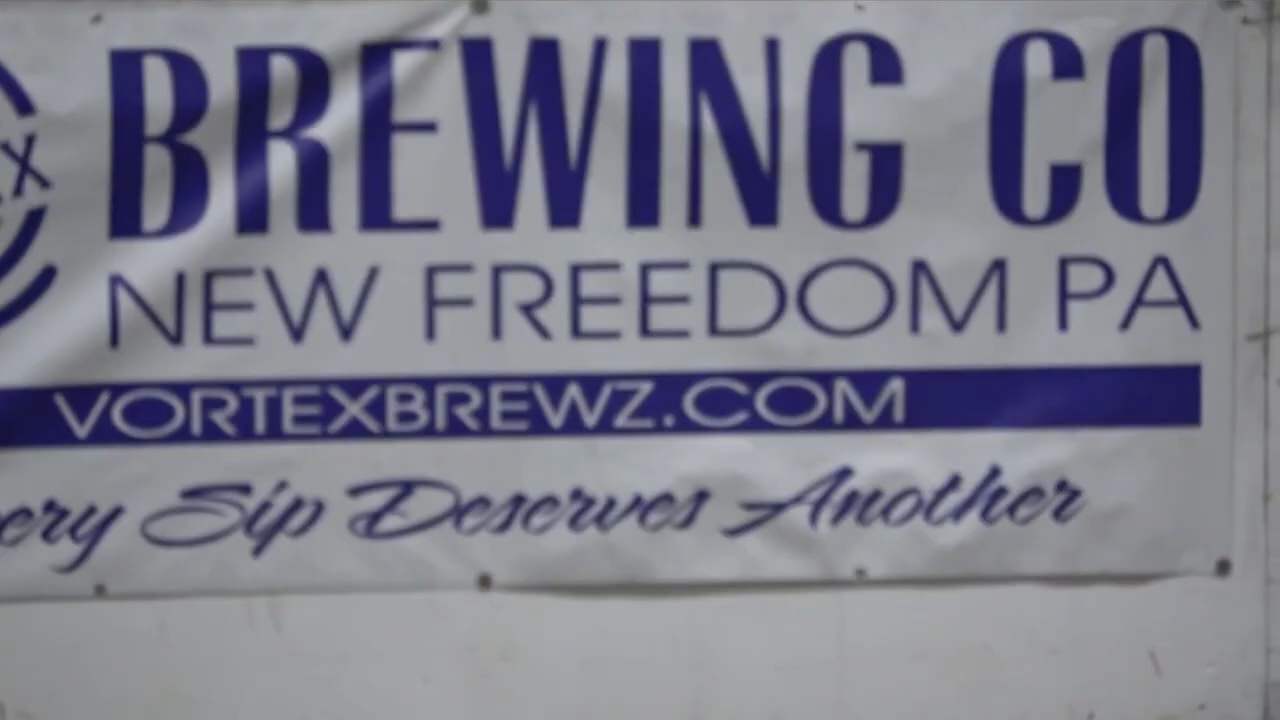 BREWING CO
NEW FREEDOM PA
VORTEXBREWZ.COM
Sip Deserves Another